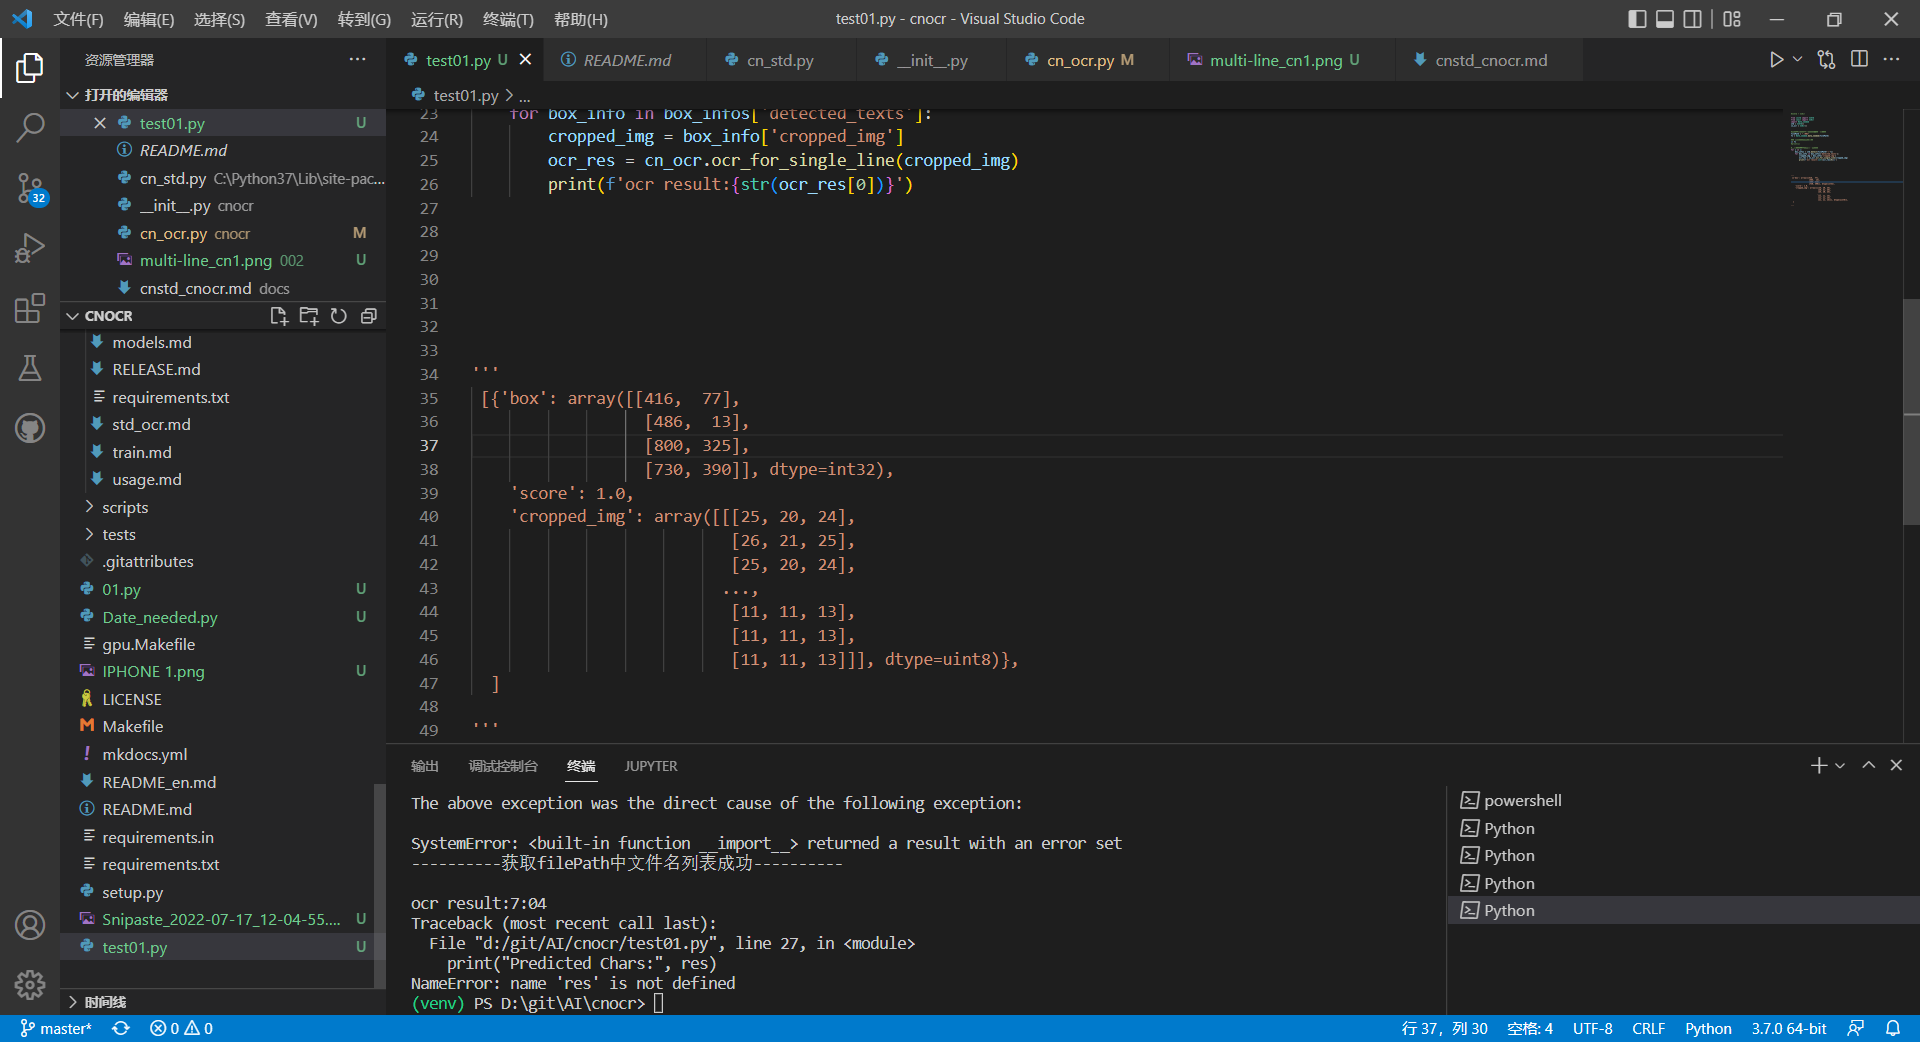 文件(F) 编辑(E) 选择(S) 查看(V) 转到(G) 运行(R) 终端(T) 帮助(H) test01.py - cnocr - Visual Studio Code
资源管理器 ···
打开的编辑器
test01.py U
README.md
cn_std.py C:\Python37\Lib\site-pac...
__init__.py cnocr
cn_ocr.py cnocr M
multi-line_cn1.png 002 U
cnstd_cnocr.md docs
CNOCR
models.md
RELEASE.md
requirements.txt
std_ocr.md
train.md
usage.md
scripts
tests
.gitattributes
01.py U
Date_needed.py U
gpu.Makefile
IPHONE 1.png U
LICENSE
Makefile
mkdocs.yml
README_en.md
README.md
requirements.in
requirements.txt
setup.py
Snipaste_2022-07-17_12-04-55.... U
test01.py U
时间线
32
test01.py U README.md cn_std.py __init__.py cn_ocr.py M multi-line_cn1.png U cnstd_cnocr.md
test01.py > ...
23 for box_info in box_infos['detected_texts']:
24 cropped_img = box_info['cropped_img']
25 ocr_res = cn_ocr.ocr_for_single_line(cropped_img)
26 print(f'ocr result:{str(ocr_res[0])}')
27
28
29
30
31
32
33
34 '''
35 [{'box': array([[416,  77],
36 [486,  13],
37 [800, 325],
38 [730, 390]], dtype=int32),
39 'score': 1.0,
40 'cropped_img': array([[[25, 20, 24],
41 [26, 21, 25],
42 [25, 20, 24],
43 ...,
44 [11, 11, 13],
45 [11, 11, 13],
46 [11, 11, 13]]], dtype=uint8)},
47 ]
48
49 '''
输出 调试控制台 终端 JUPYTER
The above exception was the direct cause of the following exception:
SystemError: <built-in function __import__> returned a result with an error set
----------获取filePath中文件名列表成功----------
ocr result:7:04
Traceback (most recent call last):
File "d:/git/AI/cnocr/test01.py", line 27, in <module>
print("Predicted Chars:", res)
NameError: name 'res' is not defined
(venv) PS D:\git\AI\cnocr>
powershell
Python
Python
Python
Python
master* 0 0 行 37，列 30 空格: 4 UTF-8 CRLF Python 3.7.0 64-bit